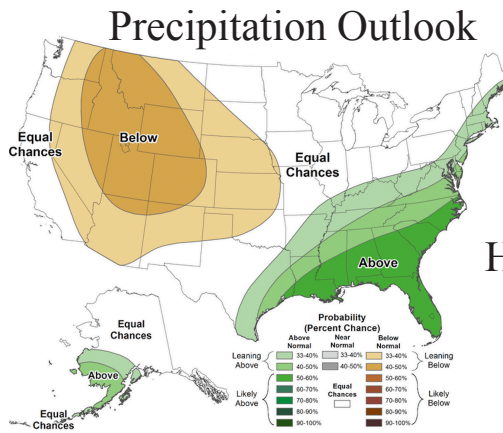 Precipitation Outlook
Equal
Chances
Below
Equal
Chances
Above
H
Equal
Chances
Above
Equal
Chances
Probability
(Percent Chance)
Above
Normal
Near
Normal
Below
Normal
Leaning
Above
33-40%
33-40%
33-40%
Leaning
Below
40-50%
40-50%
40-50%
Likely
Above
50-60%
50-60%
Likely
Below
60-70%
60-70%
70-80%
70-80%
80-90%
80-90%
90-100%
90-100%
Equal
Chances